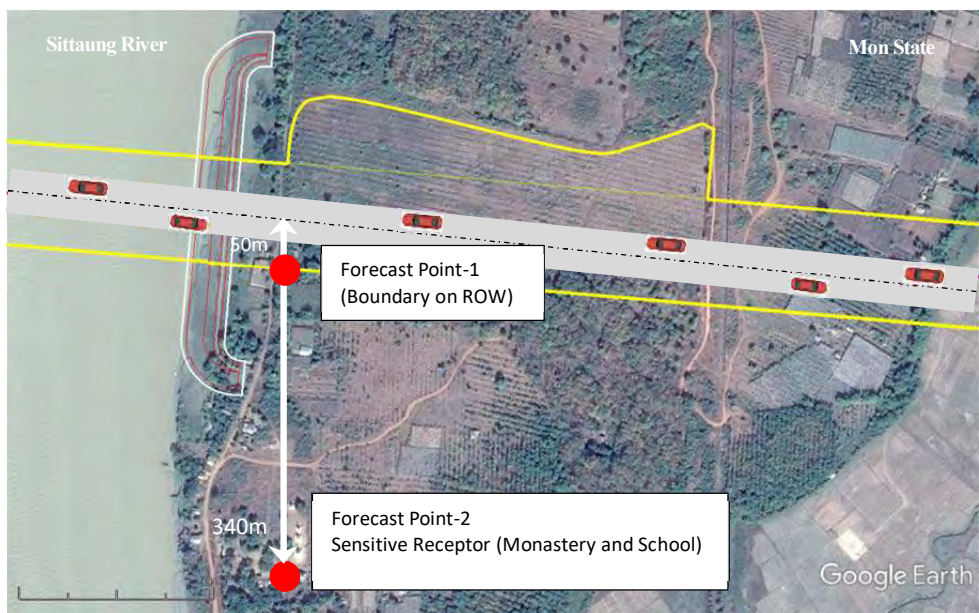 Sittaung River
Mon State
50m
Forecast Point-1
(Boundary on ROW)
340m
Forecast Point-2
Sensitive Receptor (Monastery and School)
Google Earth